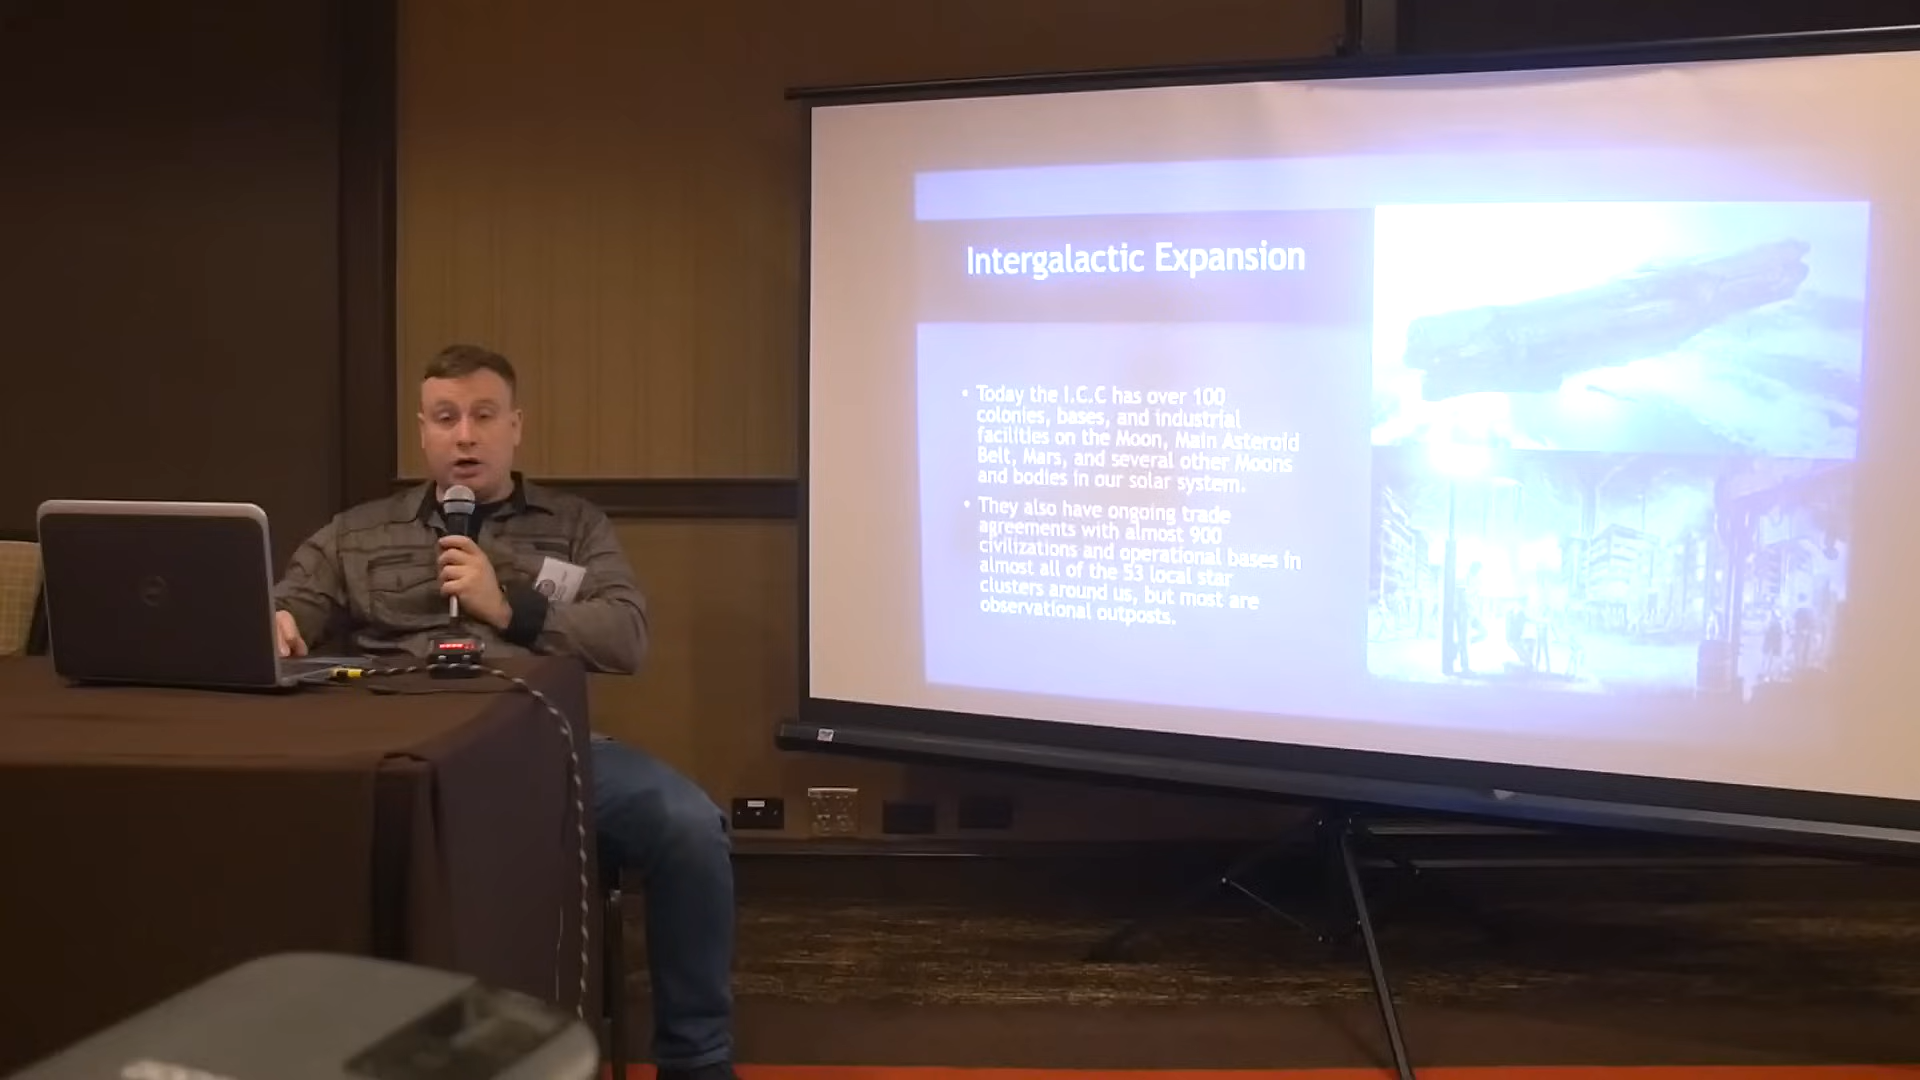 Intergalactic Expansion
• Today the I.C.C has over 100
colonies, bases, and industrial
facilities on the Moon, Main Asteroid
Belt, Mars, and several other Moons
and bodies in our solar system.
• They also have ongoing trade
agreements with almost 900
civilizations and operational bases in
almost all of the 53 local star
clusters around us, but most are
observational outposts.